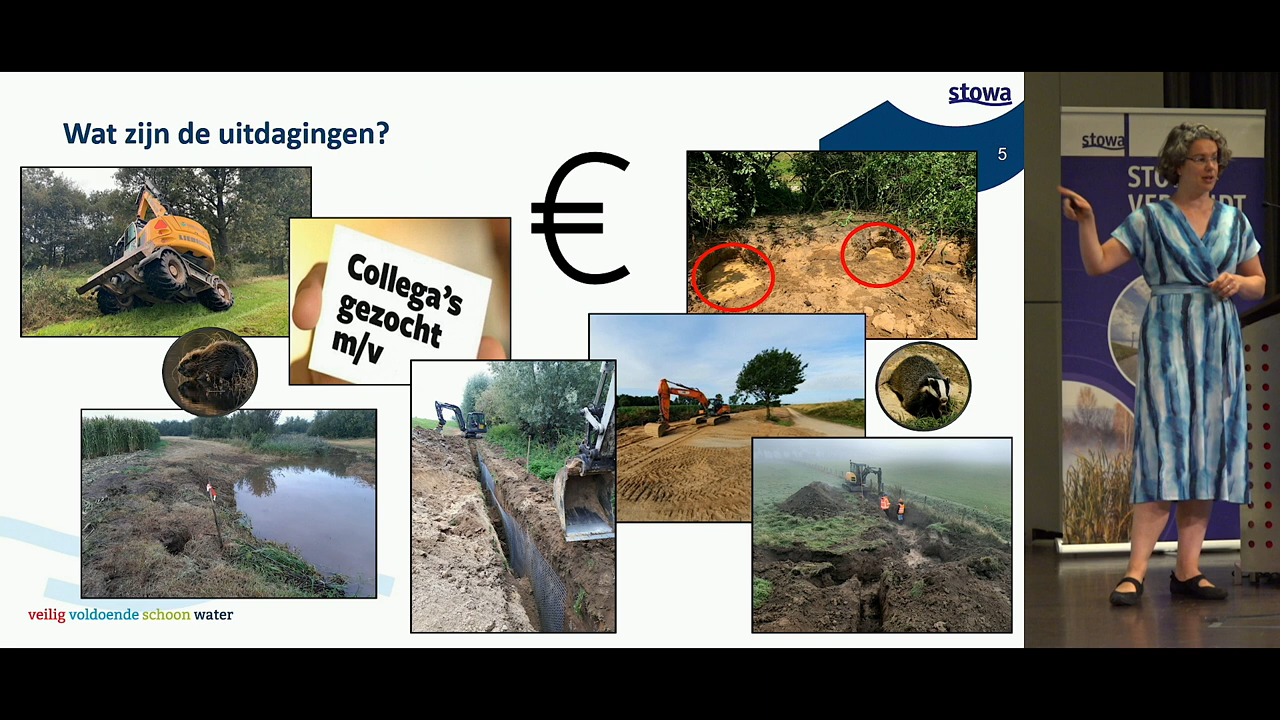 stowa
Wat zijn de uitdagingen?
5
€
Collega's
gezocht
m/v
veilig voldoende schoon water
stowa